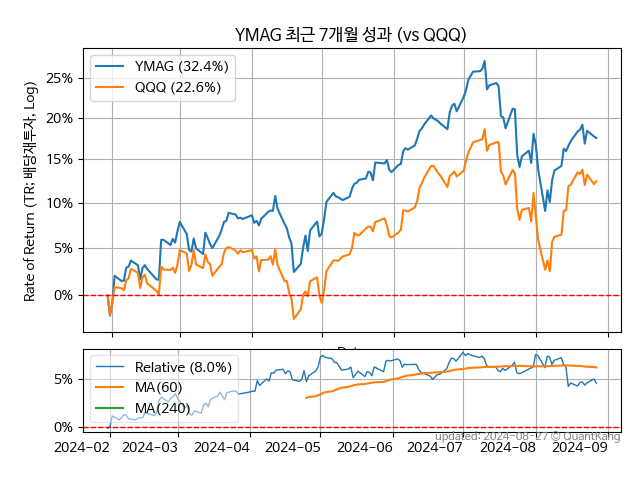 YMAG 최근 7개월 성과 (vs QQQ)
Rate of Return (TR: 배당재투자, Log)
YMAG (32.4%)
QQQ (22.6%)
25%
20%
15%
10%
5%
0%
Relative (8.0%)
MA(60)
MA(240)
5%
0%
2024-02 2024-03 2024-04 2024-05 2024-06 2024-07 2024-08 2024-09
updated: 2024-08-27 © QuantKang